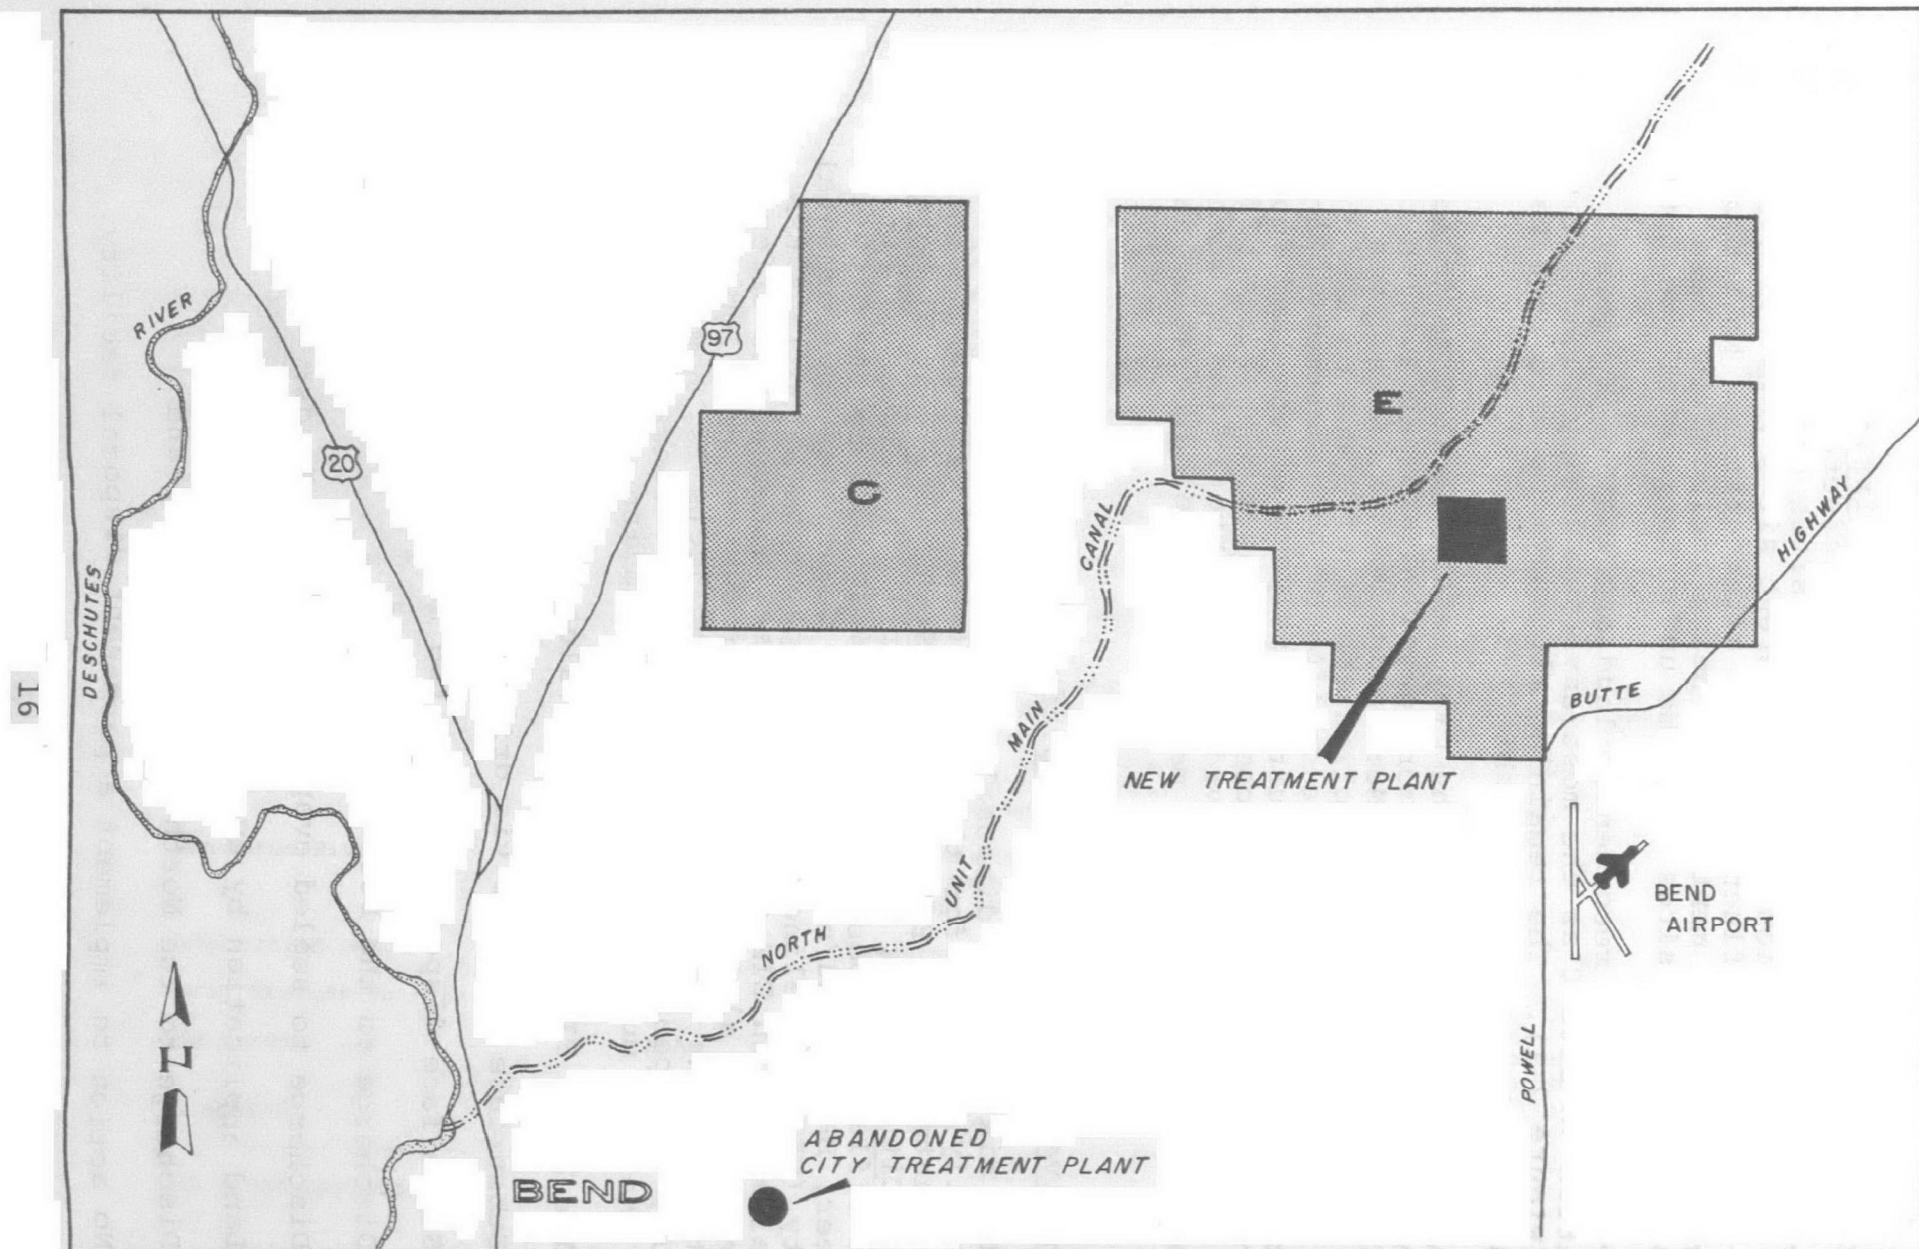 RIVER
97
20
E
C
DESCHUTES
CANAL
HIGHWAY
16
MAIN
BUTTE
NEW TREATMENT PLANT
UNIT
BEND
AIRPORT
NORTH
POWELL
ABANDONED
CITY TREATMENT PLANT
BEND